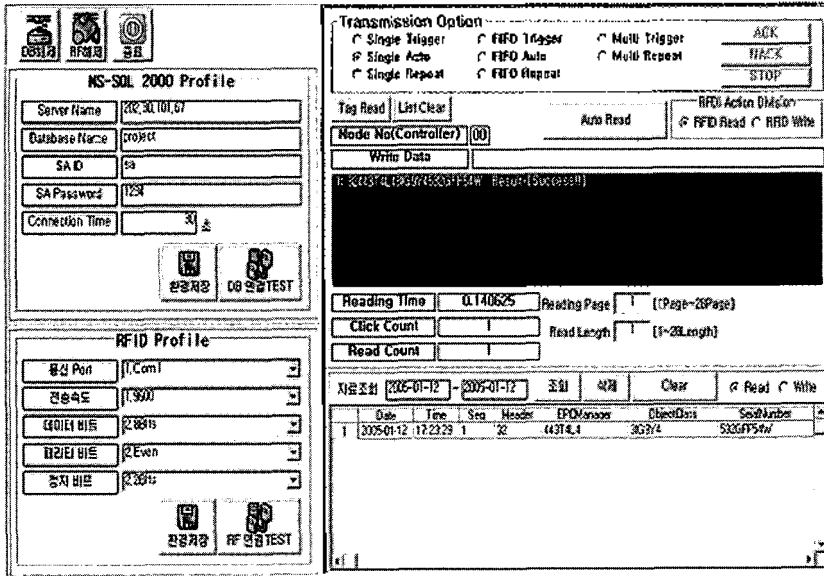 DB해제 RF해제 종료
MS-SQL 2000 Profile
Server Name 202,30,101,67
Database Name project
SA ID sa
SA Password 1234
Connection Time 30 초
환경저장 DB 연결TEST
RFID Profile
통신 Port 1,Com1
전송속도 1,9600
데이터 비트 2,8Bits
패리티 비트 2,Even
정지 비트 2,2Bits
환경저장 RF 연결TEST
Transmission Option
Single Trigger FIFO Trigger Multi Trigger
Single Auto FIFO Auto Multi Repeat
Single Repeat FIFO Repeat
ACK
NACK
STOP
Tag Read List Clear
Auto Read
RFDI Action Division
RFID Read RFID Write
Node No(Controller) 00
Write Data
Result[Success!!]
Reading Time 0.140625 Reading Page 1 [1Page~28Page]
Click Count 1 Read Length 1 [1~28Length]
Read Count 1
자료조회 2005-01-12 ~ 2005-01-12 조회 삭제 Clear Read Write
Date Time Seq Header EPCManager ObjectClass SerialNumber
1 2005-01-12 17:23:29 1 32 443T4L4 3IG3Y4 S32GFF54W